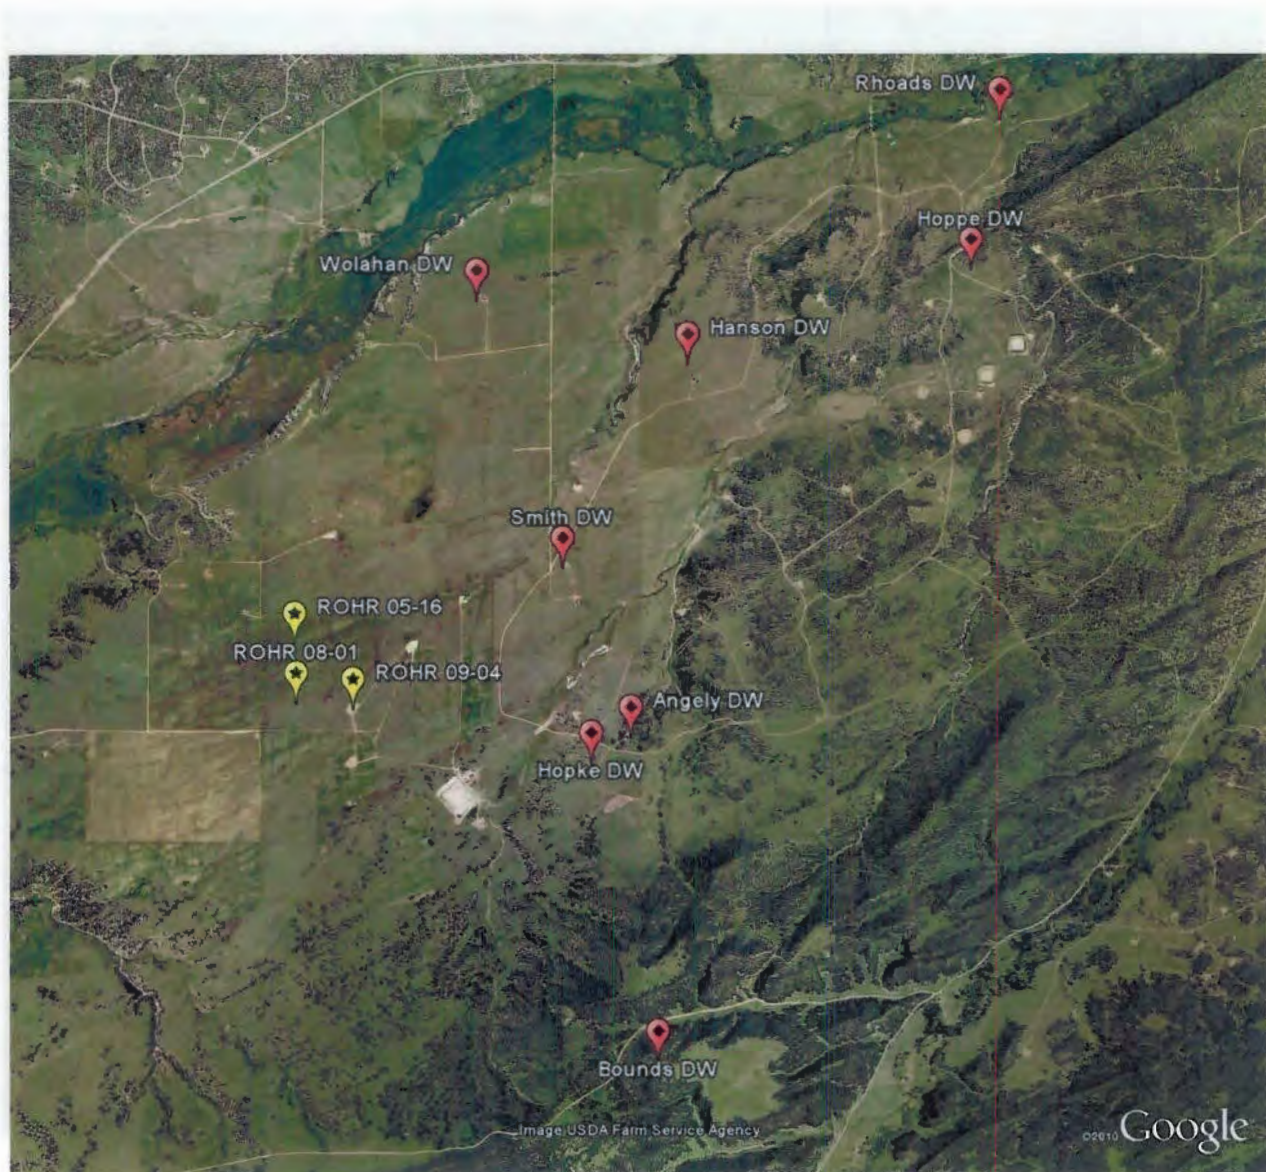 Rhoads DW
Hoppe DW
Wolahan DW
Hanson DW
Smith DW
ROHR 05-16
ROHR 08-01
ROHR 09-04
Angely DW
Hopke DW
Bounds DW
Image USDA Farm Service Agency
©2010 Google